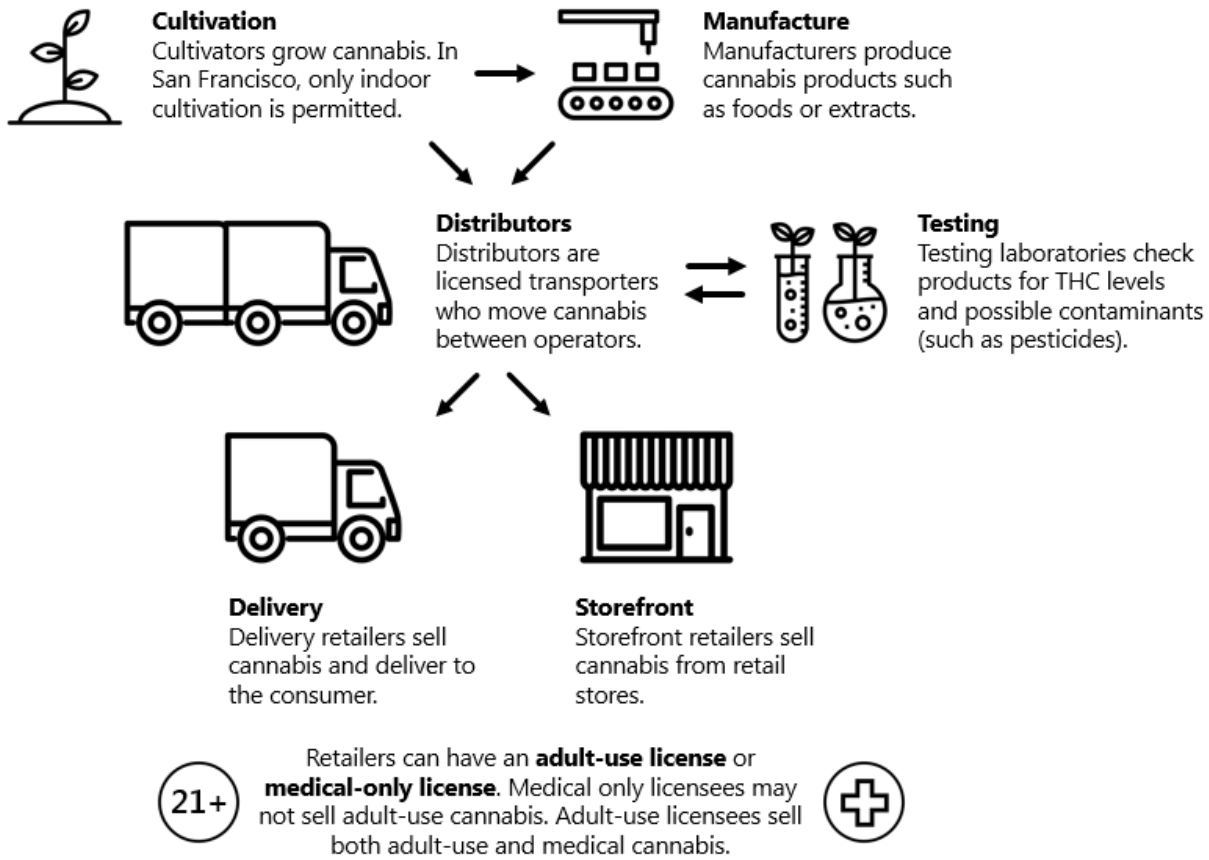 Cultivation
Cultivators grow cannabis. In
San Francisco, only indoor
cultivation is permitted.
Manufacture
Manufacturers produce
cannabis products such
as foods or extracts.
Distributors
Distributors are
licensed transporters
who move cannabis
between operators.
Testing
Testing laboratories check
products for THC levels
and possible contaminants
(such as pesticides).
Delivery
Delivery retailers sell
cannabis and deliver to
the consumer.
Storefront
Storefront retailers sell
cannabis from retail
stores.
21+
Retailers can have an adult-use license or
medical-only license. Medical only licensees may
not sell adult-use cannabis. Adult-use licensees sell
both adult-use and medical cannabis.